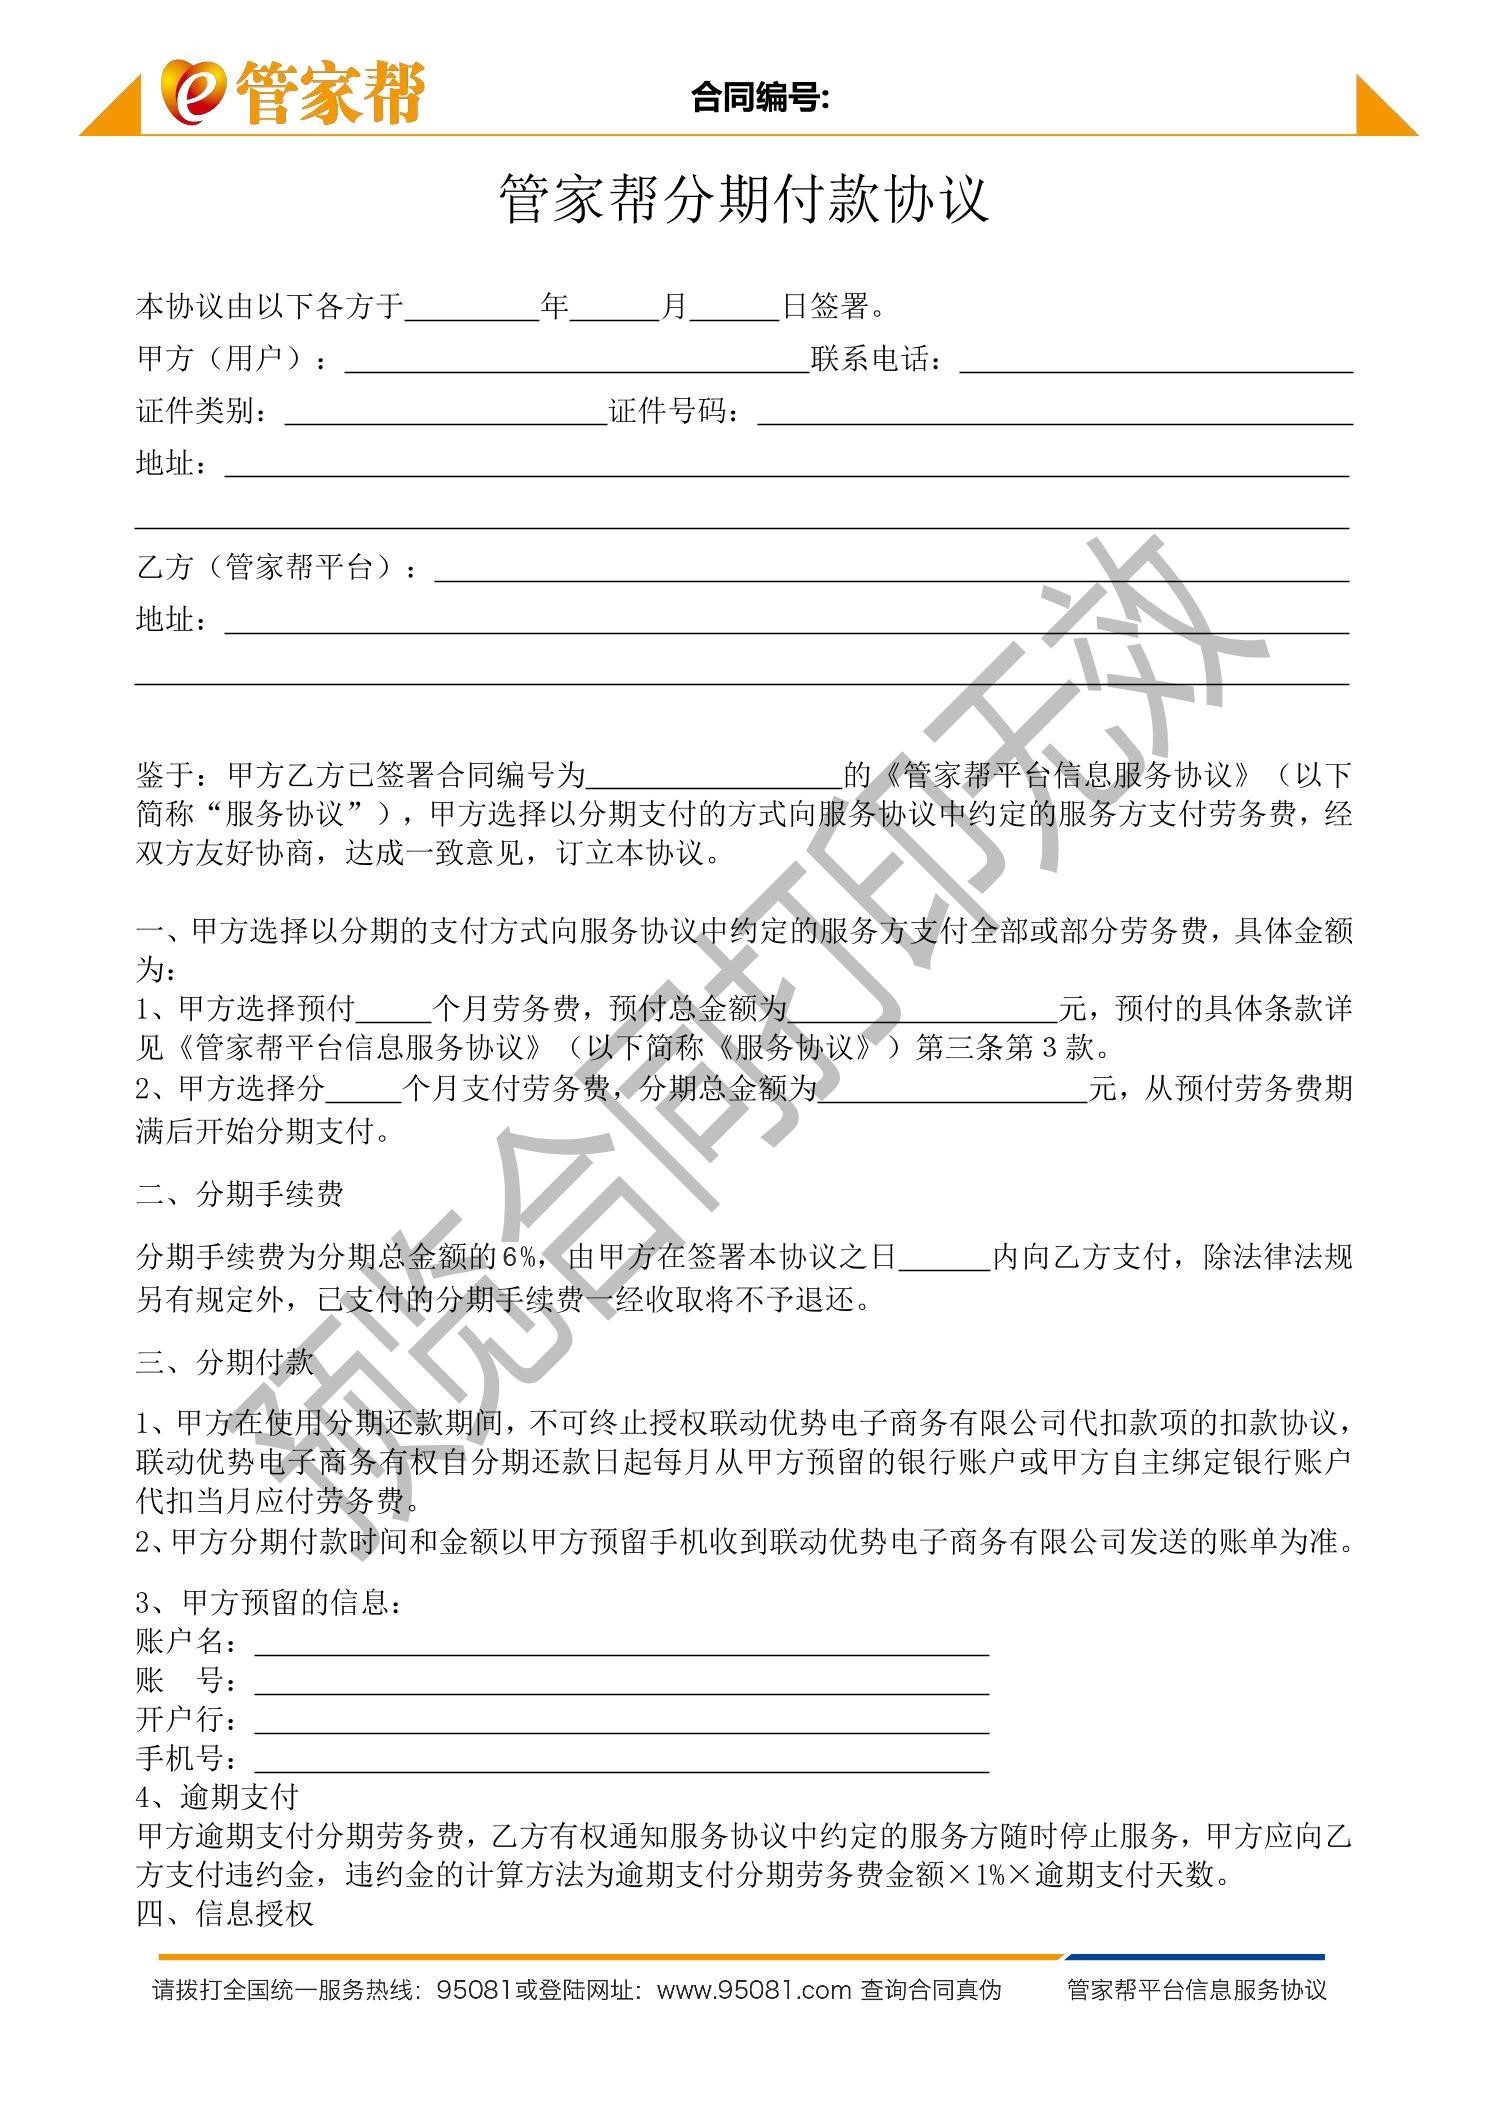 管家帮 合同编号:
管家帮分期付款协议
本协议由以下各方于_________年______月______日签署。
甲方（用户）：______________________________联系电话：__________________________
证件类别：_____________________证件号码：_______________________________________
地址：___________________________________________________________________________
_________________________________________________________________________________
乙方（管家帮平台）：_____________________________________________________________
地址：___________________________________________________________________________
_________________________________________________________________________________
鉴于：甲方乙方已签署合同编号为_________________的《管家帮平台信息服务协议》（以下
简称“服务协议”），甲方选择以分期支付的方式向服务协议中约定的服务方支付劳务费，经
双方友好协商，达成一致意见，订立本协议。
一、甲方选择以分期的支付方式向服务协议中约定的服务方支付全部或部分劳务费，具体金额
为：
1、甲方选择预付_____个月劳务费，预付总金额为__________________元，预付的具体条款详
见《管家帮平台信息服务协议》（以下简称《服务协议》）第三条第 3 款。
2、甲方选择分_____个月支付劳务费，分期总金额为__________________元，从预付劳务费期
满后开始分期支付。
二、分期手续费
分期手续费为分期总金额的6%，由甲方在签署本协议之日______内向乙方支付，除法律法规
另有规定外，已支付的分期手续费一经收取将不予退还。
三、分期付款
1、甲方在使用分期还款期间，不可终止授权联动优势电子商务有限公司代扣款项的扣款协议，
联动优势电子商务有权自分期还款日起每月从甲方预留的银行账户或甲方自主绑定银行账户
代扣当月应付劳务费。
2、甲方分期付款时间和金额以甲方预留手机收到联动优势电子商务有限公司发送的账单为准。
3、甲方预留的信息：
账户名：_________________________________________________
账　号：_________________________________________________
开户行：_________________________________________________
手机号：_________________________________________________
4、逾期支付
甲方逾期支付分期劳务费，乙方有权通知服务协议中约定的服务方随时停止服务，甲方应向乙
方支付违约金，违约金的计算方法为逾期支付分期劳务费金额×1%×逾期支付天数。
四、信息授权
请拨打全国统一服务热线：95081或登陆网址：www.95081.com 查询合同真伪 管家帮平台信息服务协议
预览合同打印无效